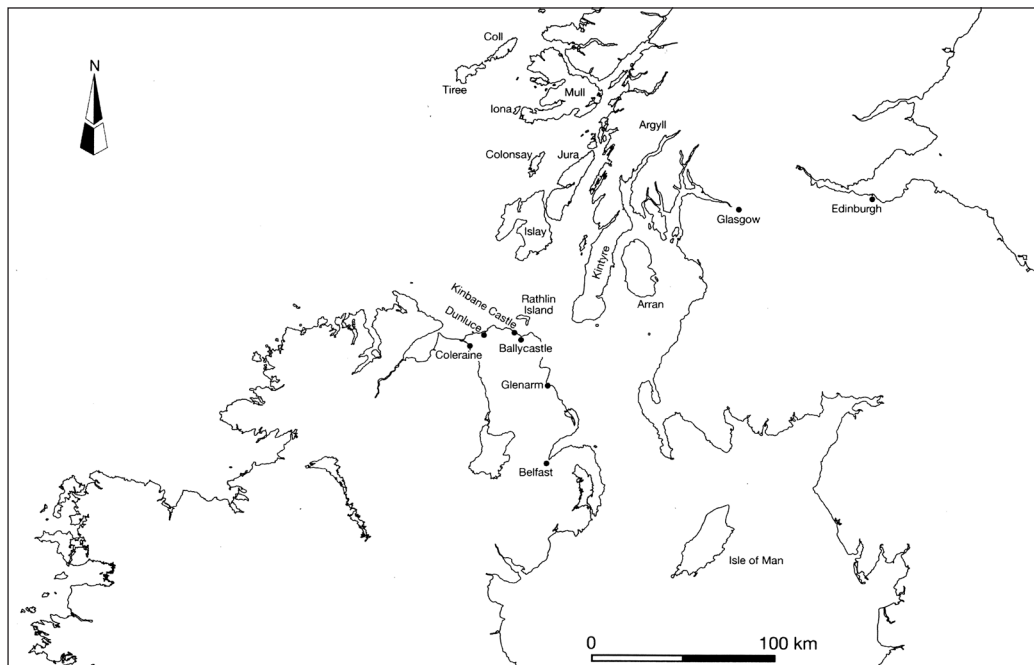 Coll
N
Tiree
Mull
Iona
Argyll
Colonsay
Jura
Edinburgh
Glasgow
Islay
Kintyre
Rathlin
Island
Arran
Kinbane Castle
Dunluce
Coleraine
Ballycastle
Glenarm
Belfast
Isle of Man
0
100 km